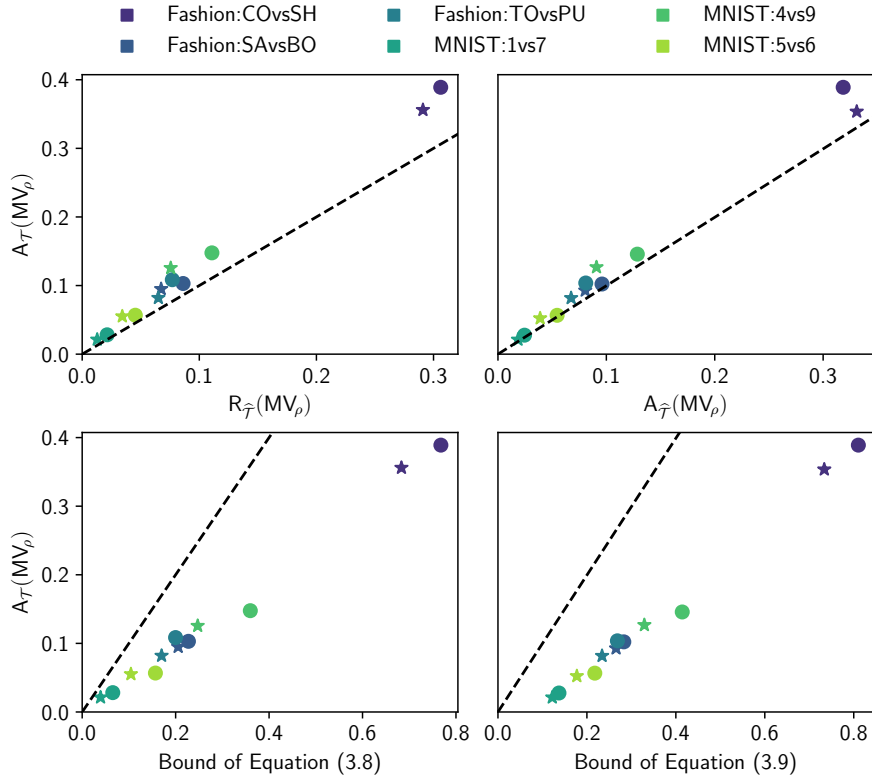 Fashion:COvsSH Fashion:TOvsPU MNIST:4vs9
Fashion:SAvsBO MNIST:1vs7 MNIST:5vs6
0.4
0.3
0.2
0.1
0.0
A_𝒯(MV_ρ)
0.0 0.1 0.2 0.3
R_𝒯̂(MV_ρ)
0.0 0.1 0.2 0.3
A_𝒯̂(MV_ρ)
0.4
0.3
0.2
0.1
0.0
A_𝒯(MV_ρ)
0.0 0.2 0.4 0.6 0.8
Bound of Equation (3.8)
0.0 0.2 0.4 0.6 0.8
Bound of Equation (3.9)